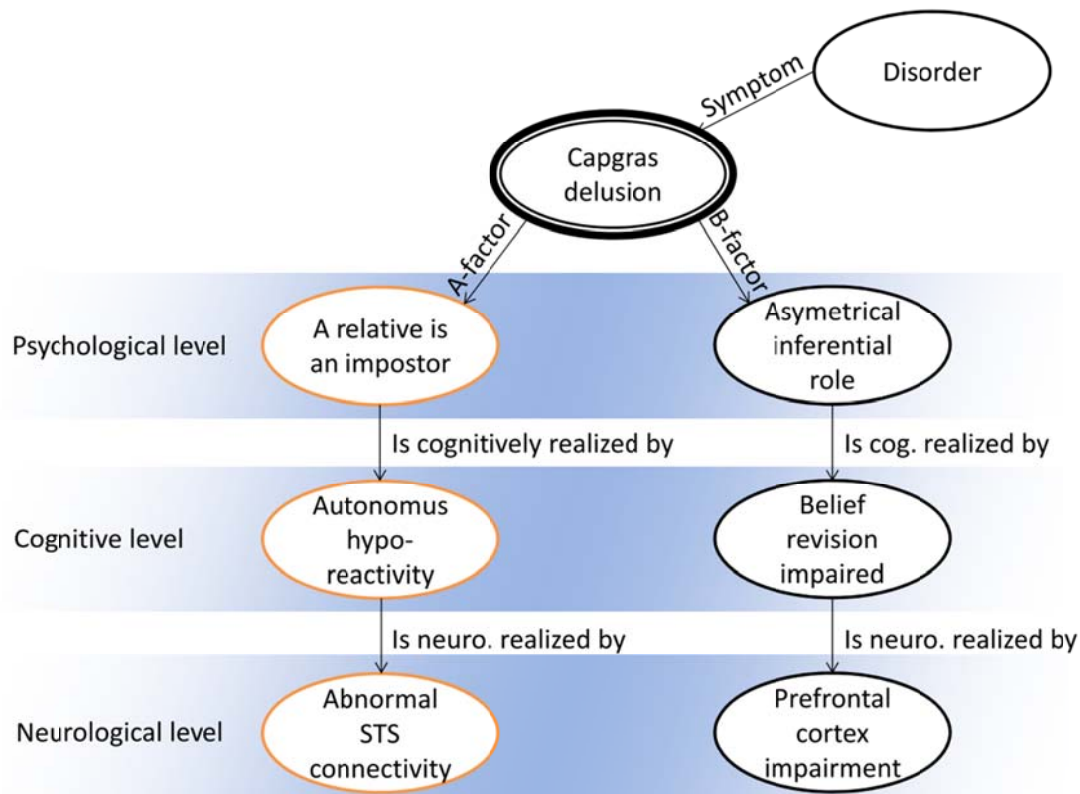 Disorder
Symptom
Capgras
delusion
A-factor
B-factor
Psychological level
A relative is
an impostor
Asymetrical
inferential
role
Is cognitively realized by
Is cog. realized by
Cognitive level
Autonomus
hypo-
reactivity
Belief
revision
impaired
Is neuro. realized by
Is neuro. realized by
Neurological level
Abnormal
STS
connectivity
Prefrontal
cortex
impairment